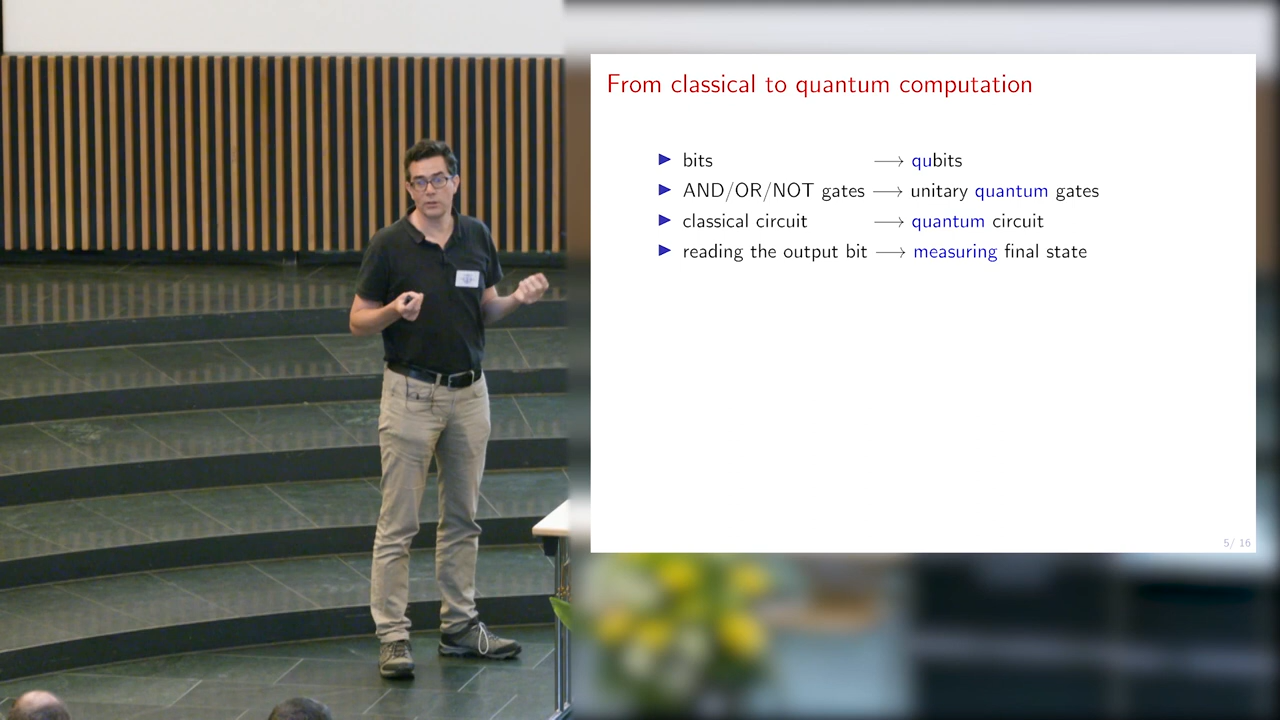 From classical to quantum computation
▶ bits ⟶ qubits
▶ AND/OR/NOT gates ⟶ unitary quantum gates
▶ classical circuit ⟶ quantum circuit
▶ reading the output bit ⟶ measuring final state
5/ 16